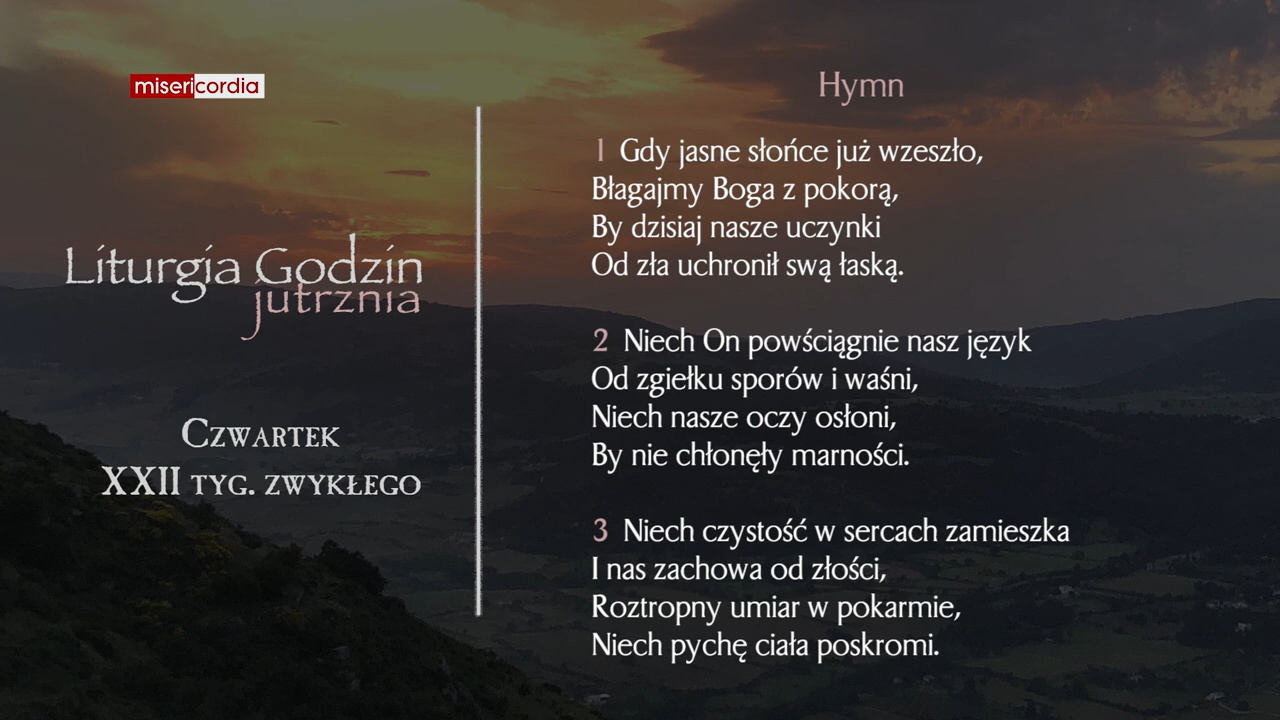 misericordia
Liturgia Godzin
jutrznia
Czwartek
XXII tyg. zwykłego
Hymn
1 Gdy jasne słońce już wzeszło,
Błagajmy Boga z pokorą,
By dzisiaj nasze uczynki
Od zła uchronił swą łaską.
2 Niech On powściągnie nasz język
Od zgiełku sporów i waśni,
Niech nasze oczy osłoni,
By nie chłonęły marności.
3 Niech czystość w sercach zamieszka
I nas zachowa od złości,
Roztropny umiar w pokarmie,
Niech pychę ciała poskromi.